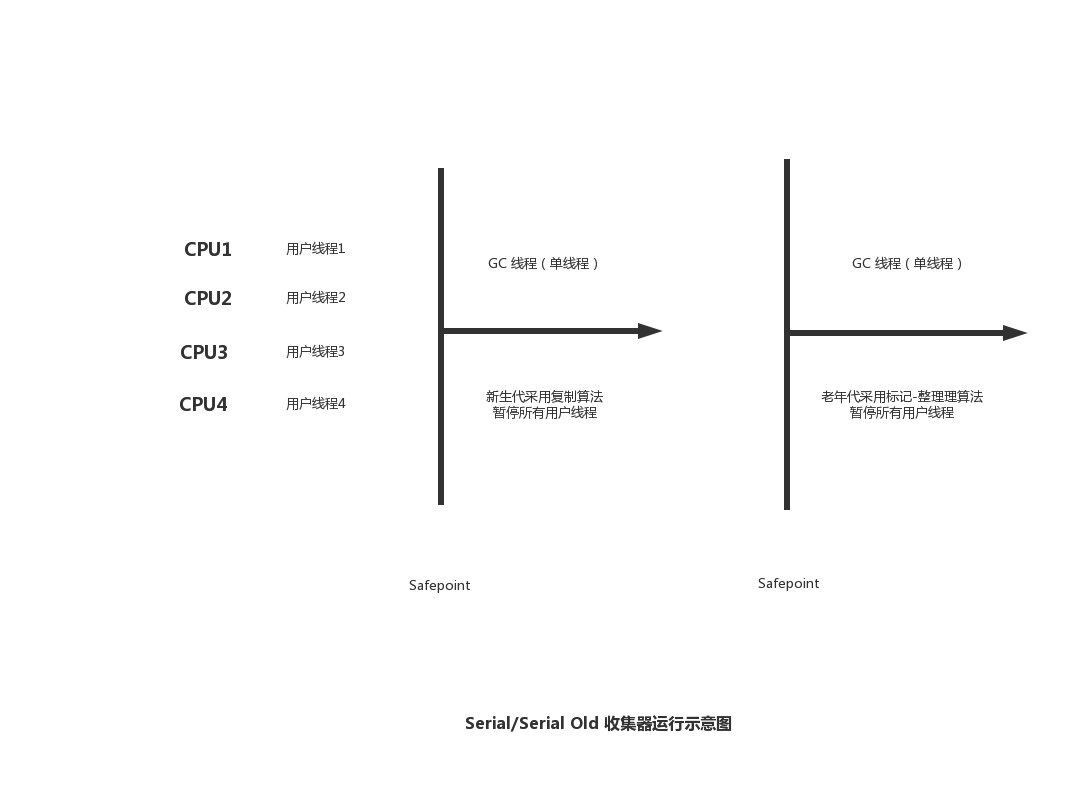 CPU1 用户线程1
CPU2 用户线程2
CPU3 用户线程3
CPU4 用户线程4
GC 线程 ( 单线程 )
新生代采用复制算法
暂停所有用户线程
Safepoint
GC 线程 ( 单线程 )
老年代采用标记-整理理算法
暂停所有用户线程
Safepoint
Serial/Serial Old 收集器运行示意图